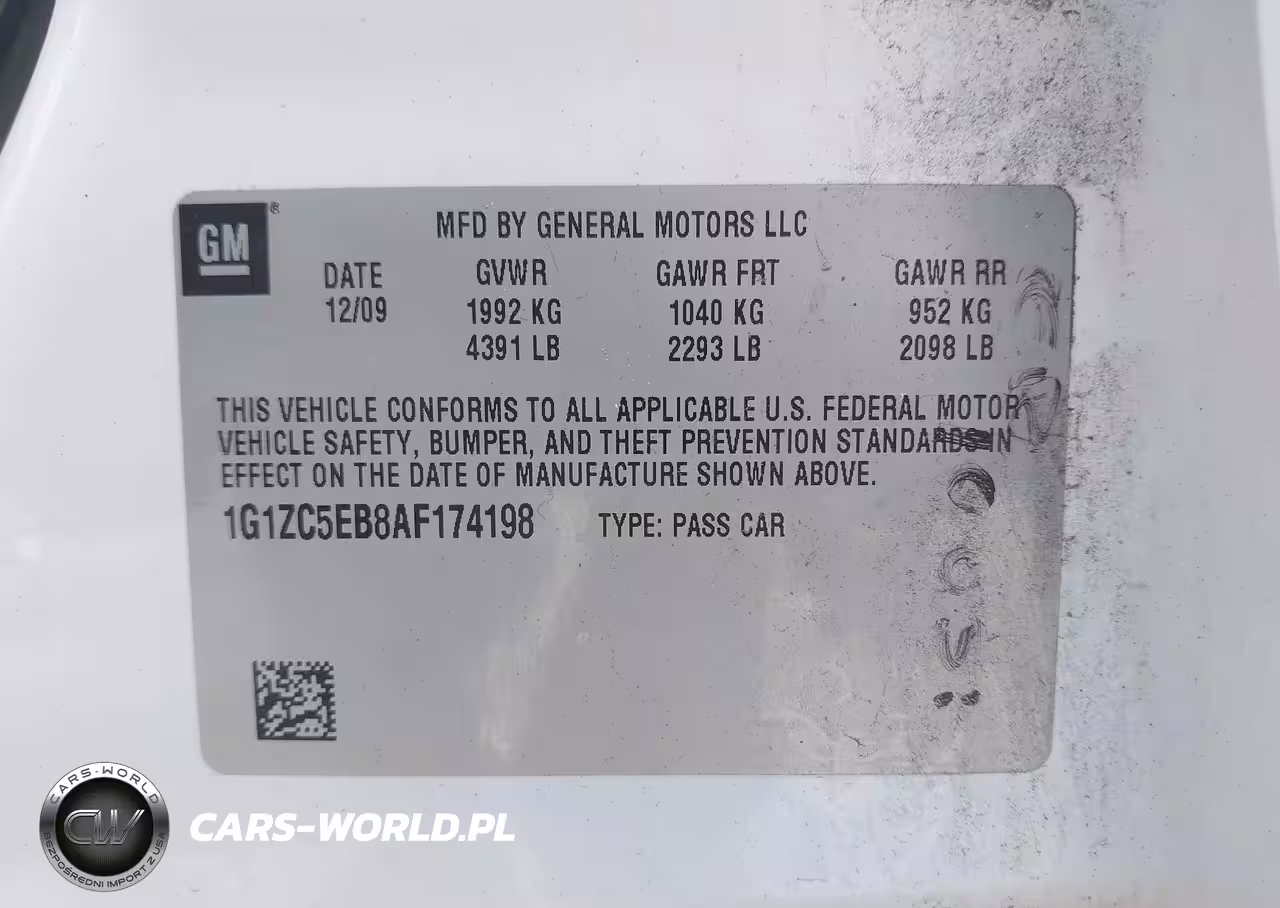 GM ®
MFD BY GENERAL MOTORS LLC
DATE GVWR GAWR FRT GAWR RR
12/09 1992 KG 1040 KG 952 KG
4391 LB 2293 LB 2098 LB
THIS VEHICLE CONFORMS TO ALL APPLICABLE U.S. FEDERAL MOTOR
VEHICLE SAFETY, BUMPER, AND THEFT PREVENTION STANDARDS IN
EFFECT ON THE DATE OF MANUFACTURE SHOWN ABOVE.
1G1ZC5EB8AF174198 TYPE: PASS CAR
CARS-WORLD
CW
BEZPOŚREDNI IMPORT Z USA
CARS-WORLD.PL